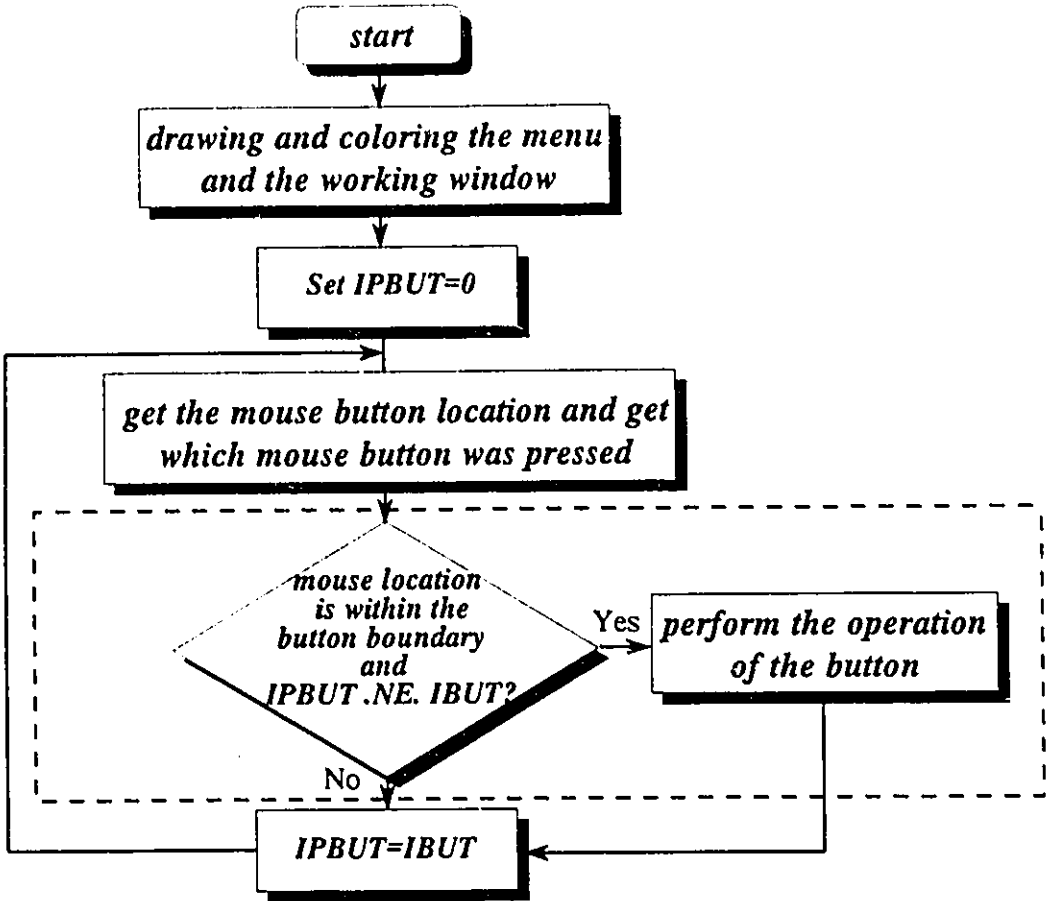 start
drawing and coloring the menu
and the working window
Set IPBUT=0
get the mouse button location and get
which mouse button was pressed
mouse location
is within the
button boundary
and
IPBUT .NE. IBUT?
Yes
perform the operation
of the button
No
IPBUT=IBUT